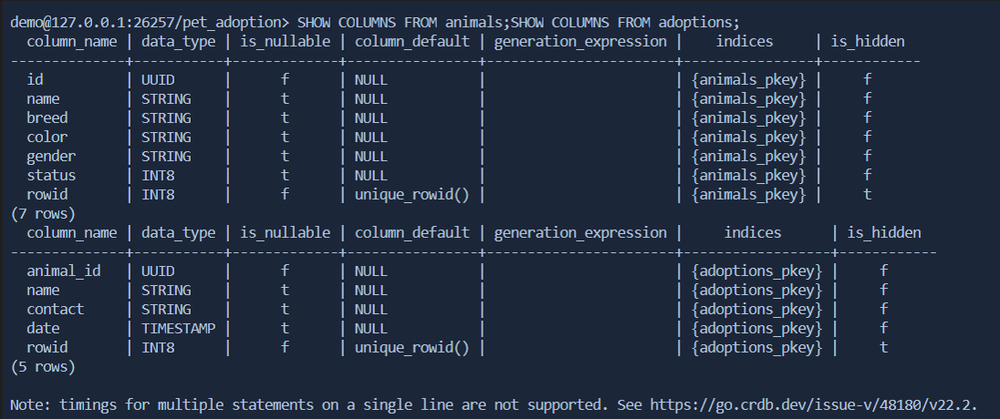 demo@127.0.0.1:26257/pet_adoption> SHOW COLUMNS FROM animals;SHOW COLUMNS FROM adoptions;
  column_name | data_type | is_nullable | column_default | generation_expression |    indices     | is_hidden
--------------+-----------+-------------+----------------+-----------------------+----------------+------------
  id          | UUID      |      f      | NULL           |                       | {animals_pkey} |     f
  name        | STRING    |      t      | NULL           |                       | {animals_pkey} |     f
  breed       | STRING    |      t      | NULL           |                       | {animals_pkey} |     f
  color       | STRING    |      t      | NULL           |                       | {animals_pkey} |     f
  gender      | STRING    |      t      | NULL           |                       | {animals_pkey} |     f
  status      | INT8      |      t      | NULL           |                       | {animals_pkey} |     f
  rowid       | INT8      |      f      | unique_rowid() |                       | {animals_pkey} |     t
(7 rows)
  column_name | data_type | is_nullable | column_default | generation_expression |     indices      | is_hidden
--------------+-----------+-------------+----------------+-----------------------+------------------+------------
  animal_id   | UUID      |      f      | NULL           |                       | {adoptions_pkey} |     f
  name        | STRING    |      t      | NULL           |                       | {adoptions_pkey} |     f
  contact     | STRING    |      t      | NULL           |                       | {adoptions_pkey} |     f
  date        | TIMESTAMP |      t      | NULL           |                       | {adoptions_pkey} |     f
  rowid       | INT8      |      f      | unique_rowid() |                       | {adoptions_pkey} |     t
(5 rows)

Note: timings for multiple statements on a single line are not supported. See https://go.crdb.dev/issue-v/48180/v22.2.